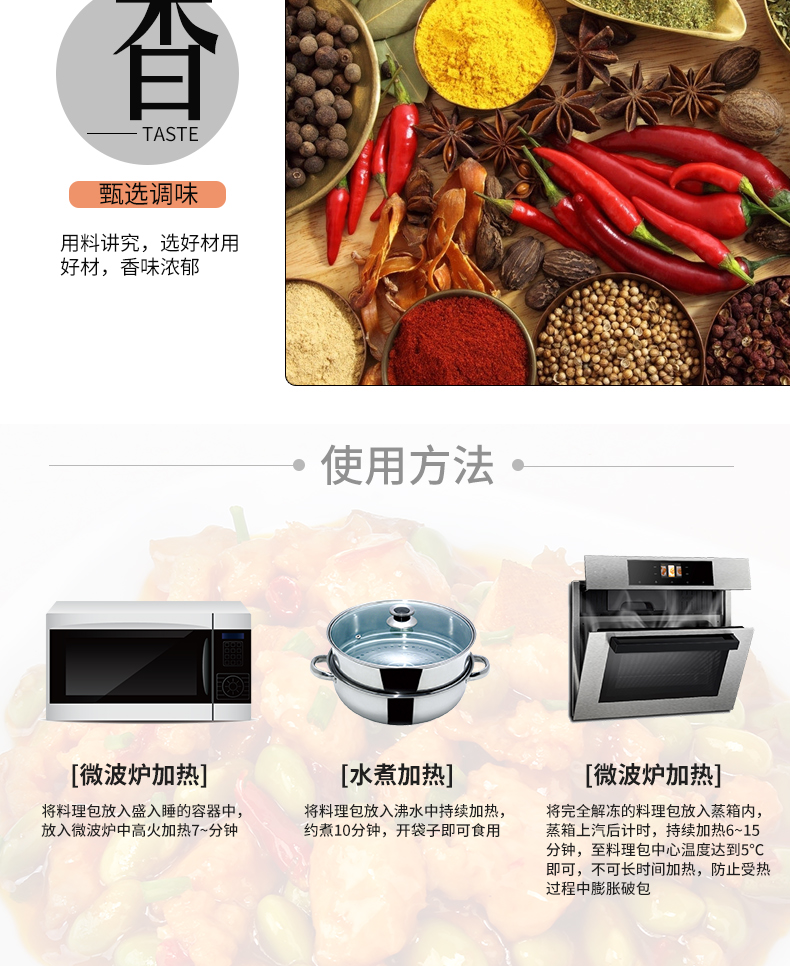 香
TASTE
甄选调味
用料讲究，选好材用
好材，香味浓郁
使用方法
[微波炉加热]
将料理包放入盛入睡的容器中，
放入微波炉中高火加热7~分钟
[水煮加热]
将料理包放入沸水中持续加热，
约煮10分钟，开袋子即可食用
[微波炉加热]
将完全解冻的料理包放入蒸箱内，
蒸箱上汽后计时，持续加热6~15
分钟，至料理包中心温度达到5℃
即可，不可长时间加热，防止受热
过程中膨胀破包